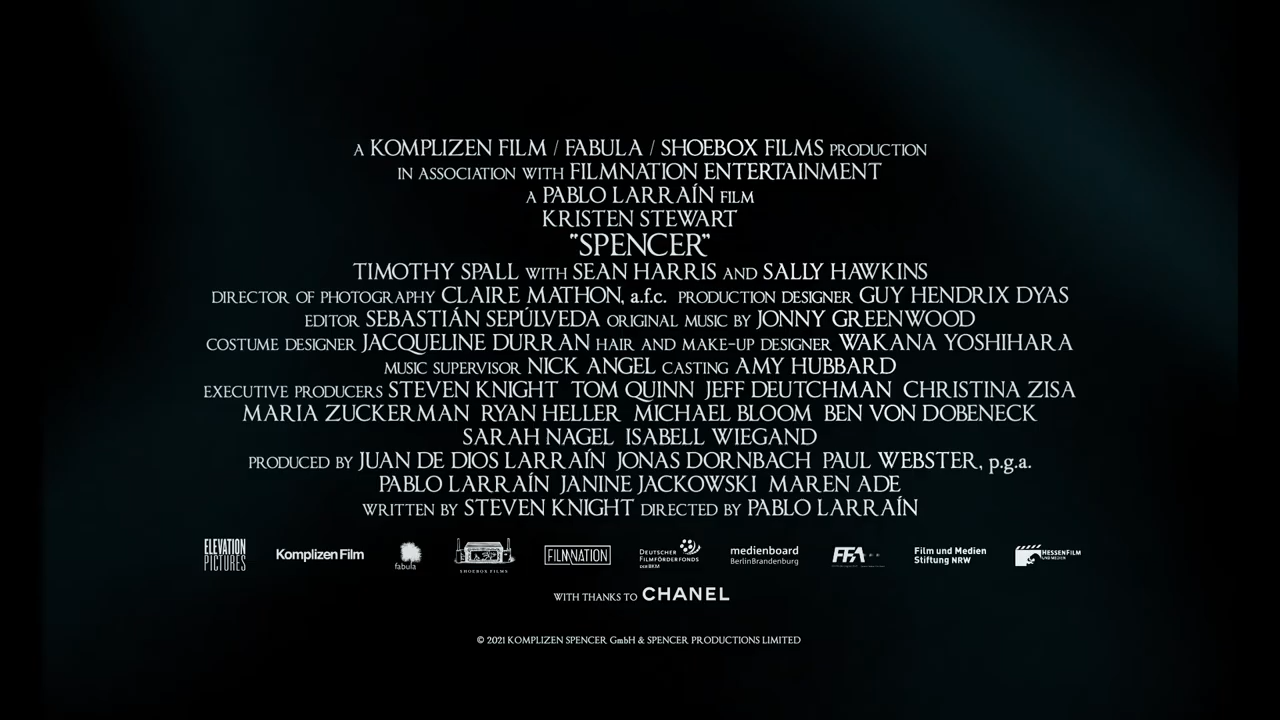 A KOMPLIZEN FILM / FABULA / SHOEBOX FILMS PRODUCTION
IN ASSOCIATION WITH FILMNATION ENTERTAINMENT
A PABLO LARRAÍN FILM
KRISTEN STEWART
"SPENCER"
TIMOTHY SPALL WITH SEAN HARRIS AND SALLY HAWKINS
DIRECTOR OF PHOTOGRAPHY CLAIRE MATHON, a.f.c. PRODUCTION DESIGNER GUY HENDRIX DYAS
EDITOR SEBASTIÁN SEPÚLVEDA ORIGINAL MUSIC BY JONNY GREENWOOD
COSTUME DESIGNER JACQUELINE DURRAN HAIR AND MAKE-UP DESIGNER WAKANA YOSHIHARA
MUSIC SUPERVISOR NICK ANGEL CASTING AMY HUBBARD
EXECUTIVE PRODUCERS STEVEN KNIGHT TOM QUINN JEFF DEUTCHMAN CHRISTINA ZISA
MARIA ZUCKERMAN RYAN HELLER MICHAEL BLOOM BEN VON DOBENECK
SARAH NAGEL ISABELL WIEGAND
PRODUCED BY JUAN DE DIOS LARRAÍN JONAS DORNBACH PAUL WEBSTER, p.g.a.
PABLO LARRAÍN JANINE JACKOWSKI MAREN ADE
WRITTEN BY STEVEN KNIGHT DIRECTED BY PABLO LARRAÍN
ELEVATION
PICTURES
Komplizen Film
fabula
SHOEBOX FILMS
FILMNATION
DEUTSCHER
FILMFÖRDERFONDS
DER BKM
medienboard
BerlinBrandenburg
FFA
Film und Medien
Stiftung NRW
HESSENFILM
UND MEDIEN
WITH THANKS TO CHANEL
© 2021 KOMPLIZEN SPENCER GmbH & SPENCER PRODUCTIONS LIMITED